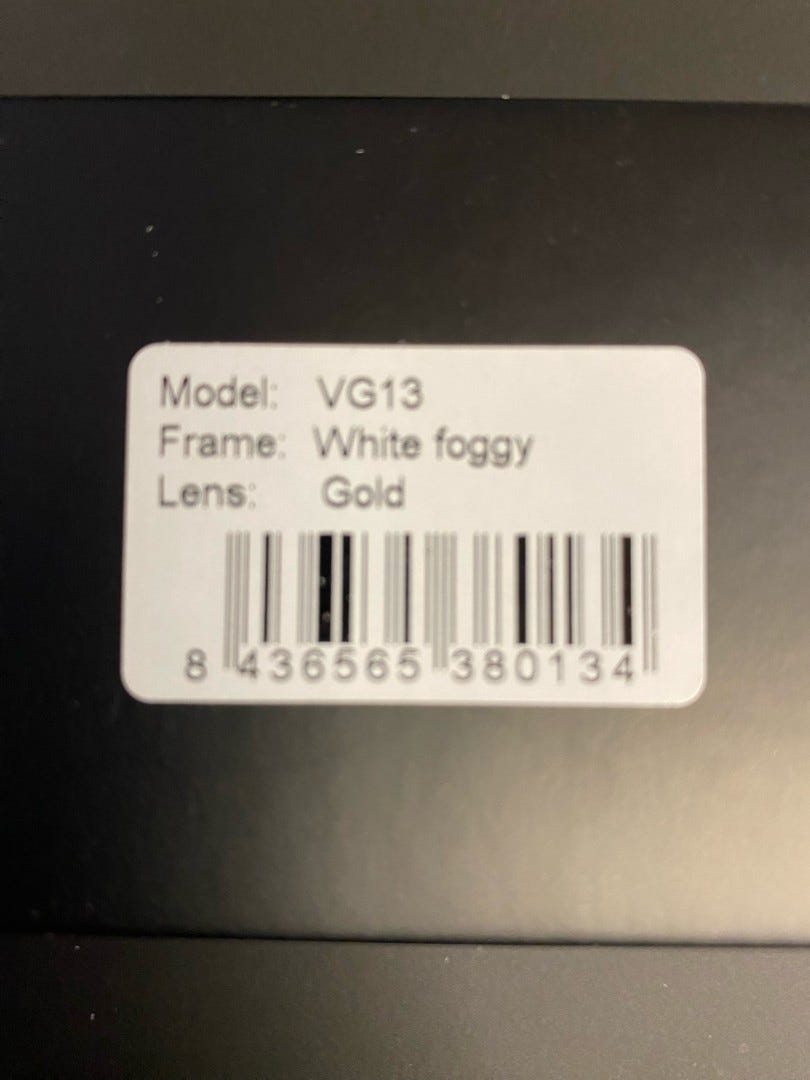 Model: VG13
Frame: White foggy
Lens: Gold
8 436565 380134